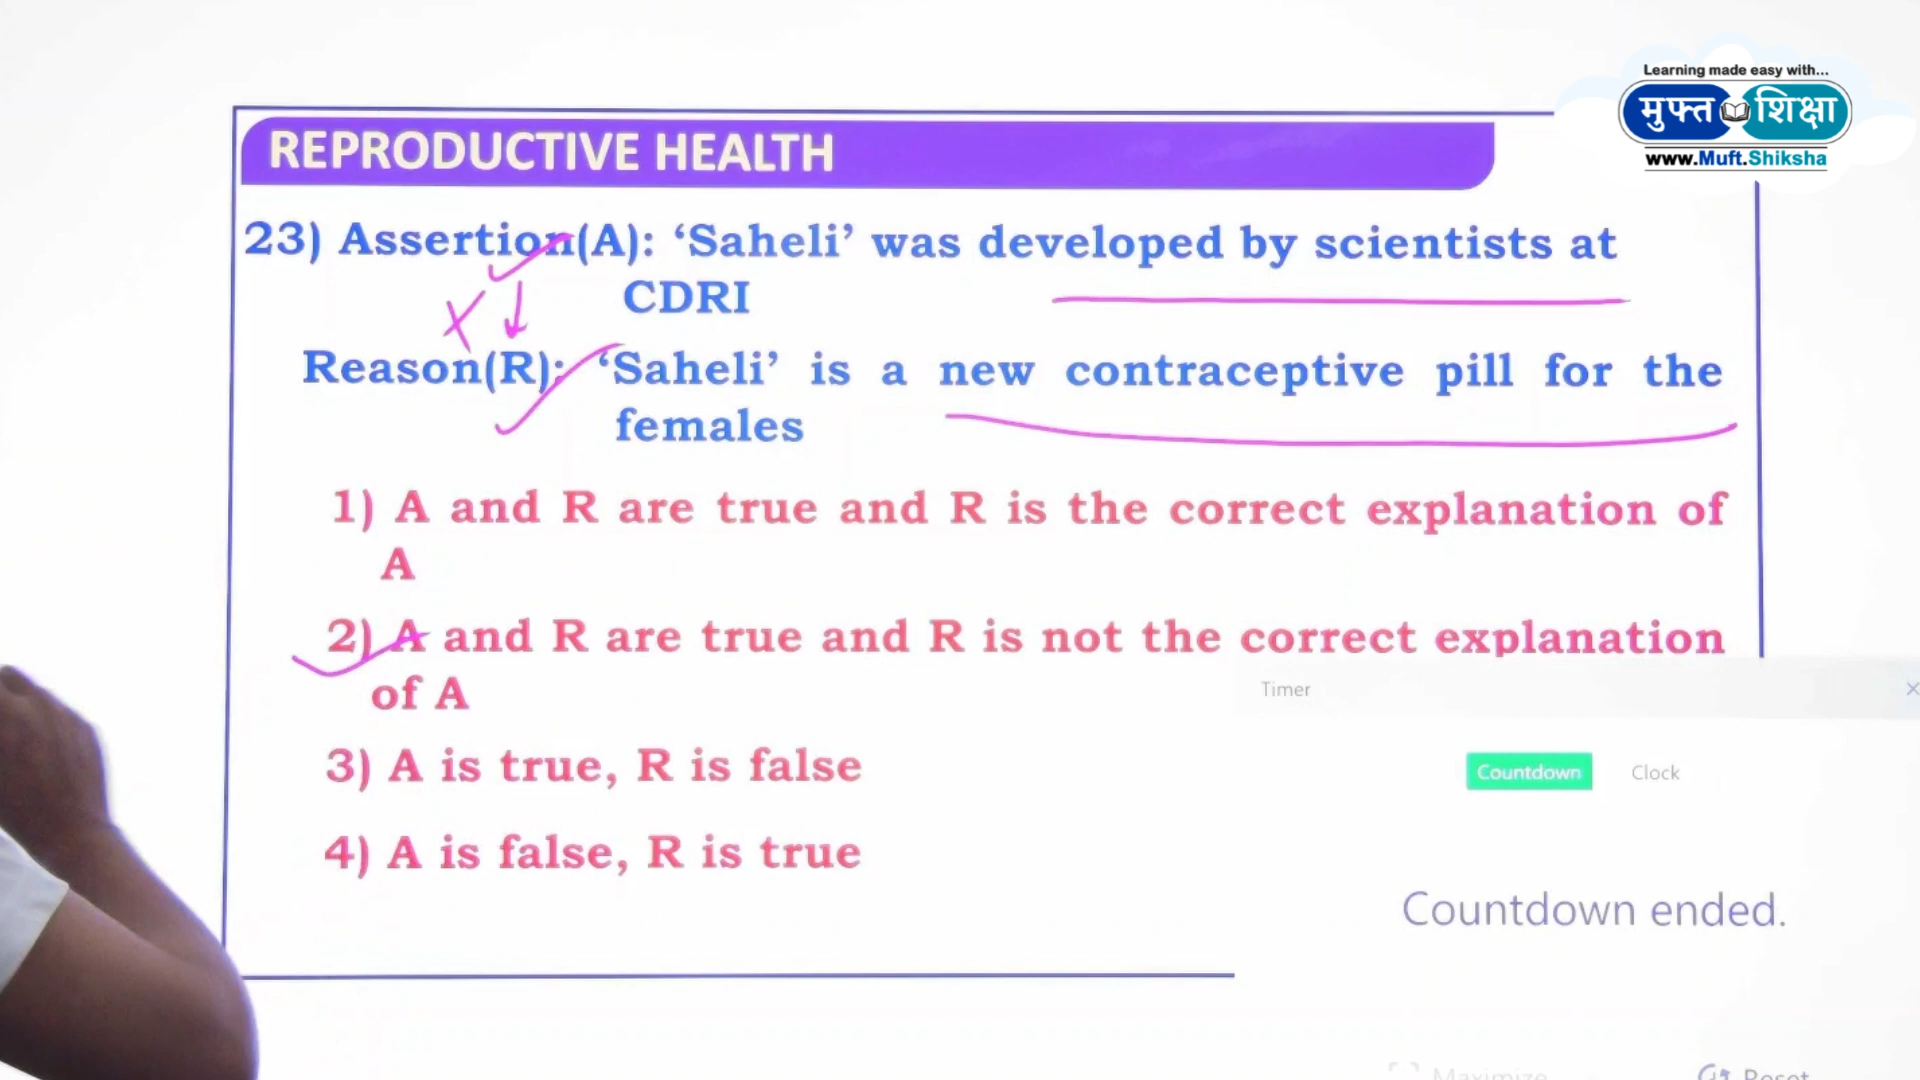 Learning made easy with...
मुफ्त शिक्षा
www.Muft.Shiksha
REPRODUCTIVE HEALTH
23) Assertion(A): ‘Saheli’ was developed by scientists at
CDRI
Reason(R): ‘Saheli’ is a new contraceptive pill for the
females
1) A and R are true and R is the correct explanation of
A
2) A and R are true and R is not the correct explanation
of A
Timer
3) A is true, R is false
Countdown Clock
4) A is false, R is true
Countdown ended.
Maximize Reset